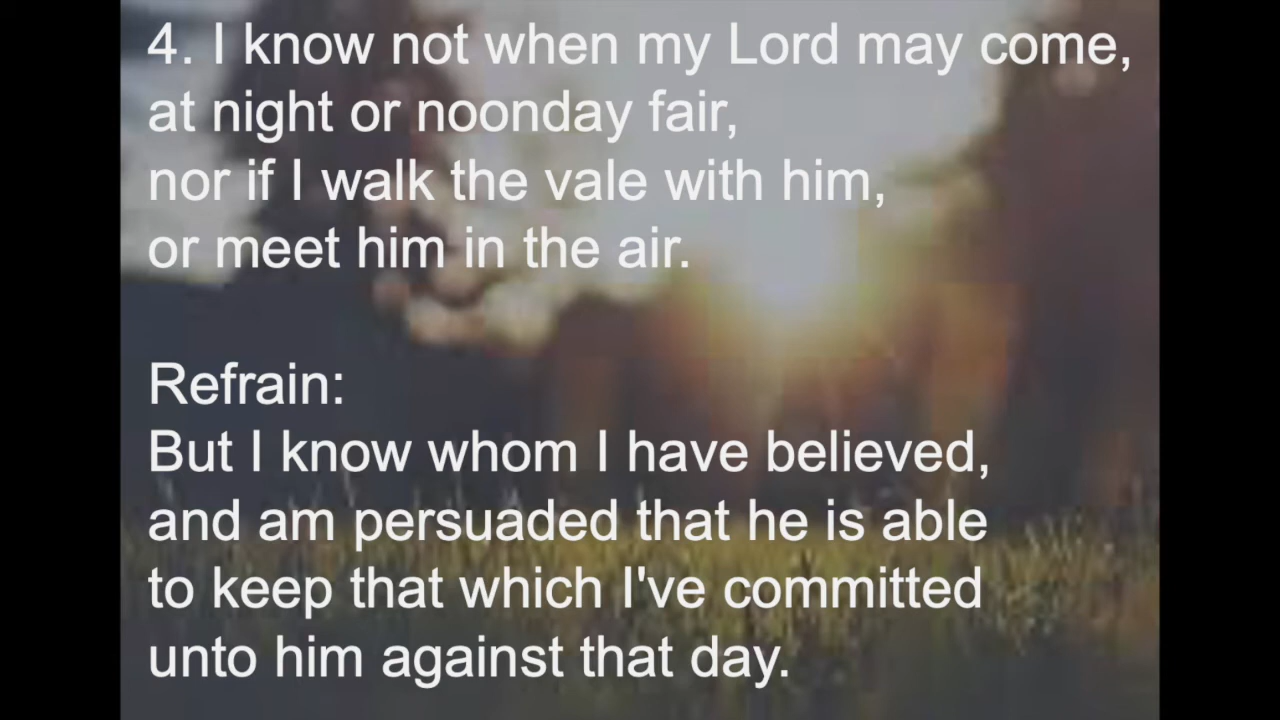 4. I know not when my Lord may come,
at night or noonday fair,
nor if I walk the vale with him,
or meet him in the air.
Refrain:
But I know whom I have believed,
and am persuaded that he is able
to keep that which I've committed
unto him against that day.